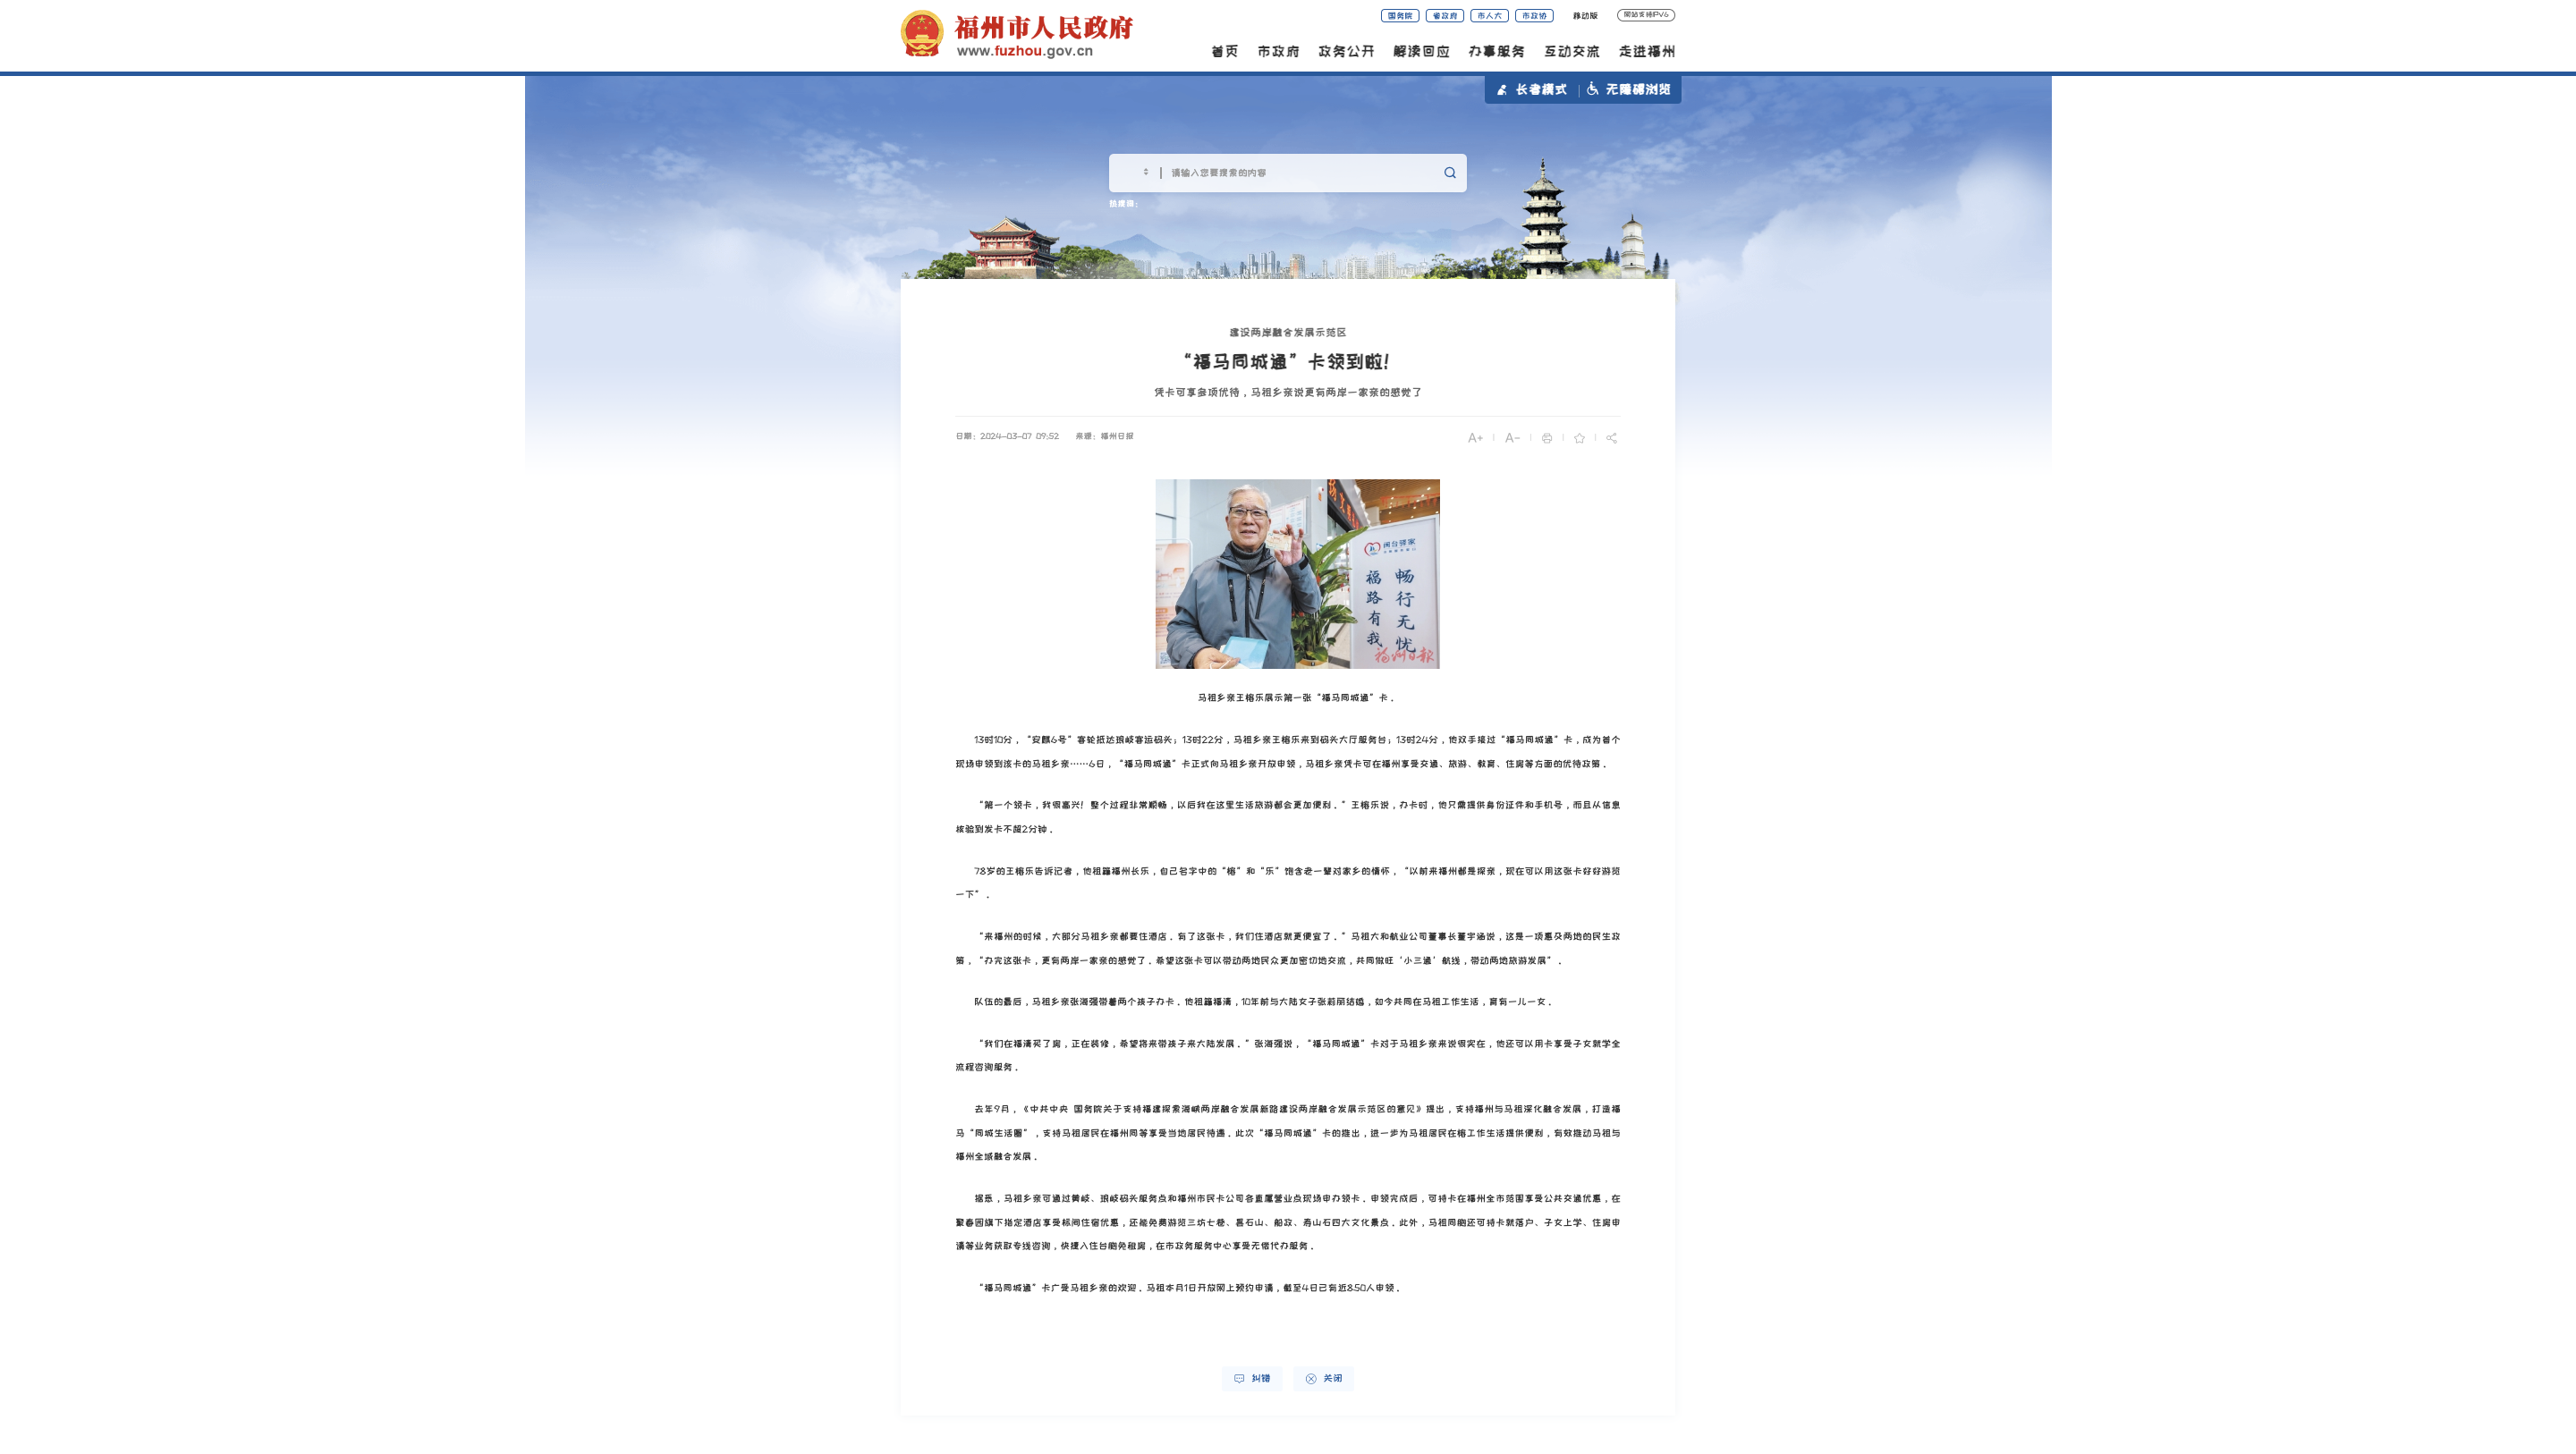 福州市人民政府
www.fuzhou.gov.cn
国务院 省政府 市人大 市政协 移动版 网站支持IPV6
首页 市政府 政务公开 解读回应 办事服务 互动交流 走进福州
长者模式 | 无障碍浏览
请输入您要搜索的内容
热搜词：
建设两岸融合发展示范区
“福马同城通”卡领到啦！
凭卡可享多项优待，马祖乡亲说更有两岸一家亲的感觉了
日期：2024-03-07 09:52 来源：福州日报
A+ A-
闽台驿家
畅行无忧
福路有我
福州日报
马祖乡亲王榕乐展示第一张“福马同城通”卡。
13时10分，“安麒6号”客轮抵达琅岐客运码头；13时22分，马祖乡亲王榕乐来到码头大厅服务台；13时24分，他双手接过“福马同城通”卡，成为首个
现场申领到该卡的马祖乡亲……6日，“福马同城通”卡正式向马祖乡亲开放申领，马祖乡亲凭卡可在福州享受交通、旅游、教育、住房等方面的优待政策。
“第一个领卡，我很高兴！整个过程非常顺畅，以后我在这里生活旅游都会更加便利。”王榕乐说，办卡时，他只需提供身份证件和手机号，而且从信息
核验到发卡不超2分钟。
78岁的王榕乐告诉记者，他祖籍福州长乐，自己名字中的“榕”和“乐”饱含老一辈对家乡的情怀，“以前来福州都是探亲，现在可以用这张卡好好游览
一下”。
“来福州的时候，大部分马祖乡亲都要住酒店。有了这张卡，我们住酒店就更便宜了。”马祖大和航业公司董事长董宇涵说，这是一项惠及两地的民生政
策，“办完这张卡，更有两岸一家亲的感觉了。希望这张卡可以带动两地民众更加密切地交流，共同做旺‘小三通’航线，带动两地旅游发展”。
队伍的最后，马祖乡亲张海强带着两个孩子办卡。他祖籍福清，10年前与大陆女子张莉丽结婚，如今共同在马祖工作生活，育有一儿一女。
“我们在福清买了房，正在装修，希望将来带孩子来大陆发展。”张海强说，“福马同城通”卡对于马祖乡亲来说很实在，他还可以用卡享受子女就学全
流程咨询服务。
去年9月，《中共中央 国务院关于支持福建探索海峡两岸融合发展新路建设两岸融合发展示范区的意见》提出，支持福州与马祖深化融合发展，打造福
马“同城生活圈”，支持马祖居民在福州同等享受当地居民待遇。此次“福马同城通”卡的推出，进一步为马祖居民在榕工作生活提供便利，有效推动马祖与
福州全域融合发展。
据悉，马祖乡亲可通过黄岐、琅岐码头服务点和福州市民卡公司各直属营业点现场申办领卡。申领完成后，可持卡在福州全市范围享受公共交通优惠，在
聚春园旗下指定酒店享受标间住宿优惠，还能免费游览三坊七巷、昙石山、船政、寿山石四大文化景点。此外，马祖同胞还可持卡就落户、子女上学、住房申
请等业务获取专线咨询，快捷入住台胞免租房，在市政务服务中心享受无偿代办服务。
“福马同城通”卡广受马祖乡亲的欢迎。马祖本月1日开放网上预约申请，截至4日已有近850人申领。
纠错 关闭